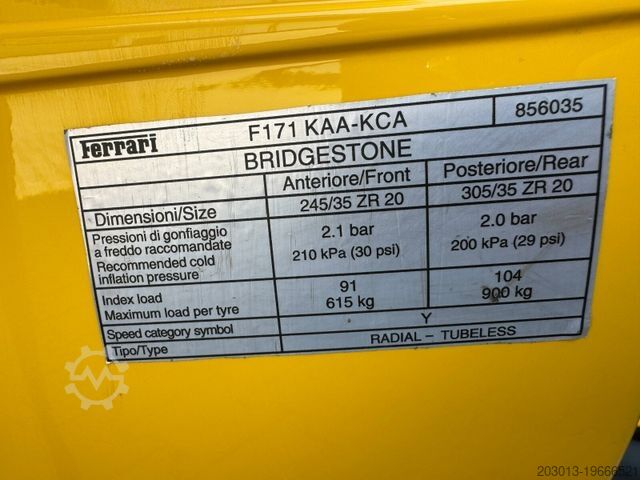 Ferrari
F171 KAA-KCA
856035
BRIDGESTONE
Anteriore/Front
Posteriore/Rear
Dimensioni/Size
245/35 ZR 20
305/35 ZR 20
Pressioni di gonfiaggio
a freddo raccomandate
Recommended cold
inflation pressure
2.1 bar
210 kPa (30 psi)
2.0 bar
200 kPa (29 psi)
Index load
91
104
Maximum load per tyre
615 kg
900 kg
Speed category symbol
Y
Tipo/Type
RADIAL - TUBELESS
203013-19666521